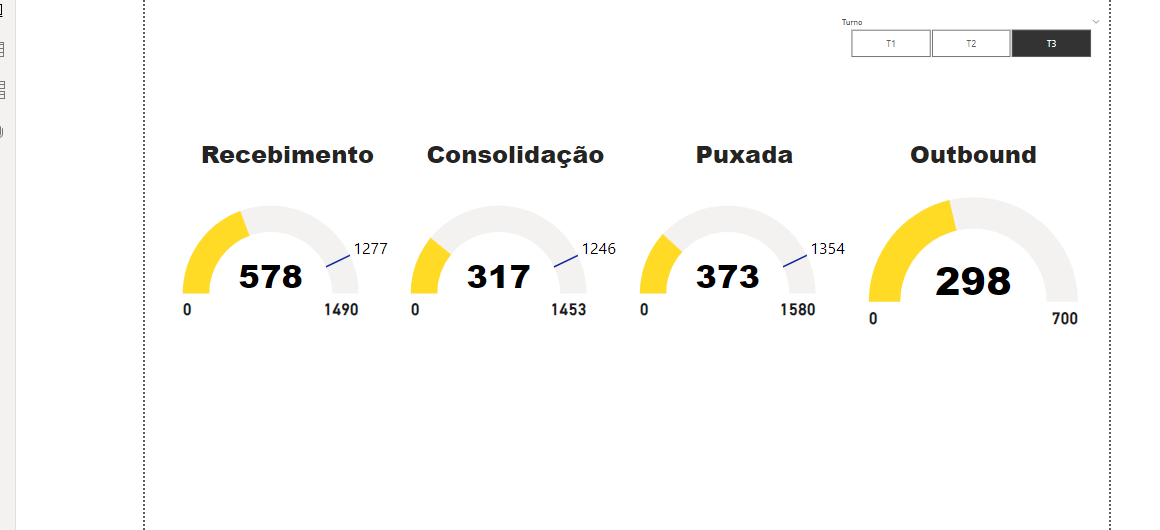 Turno
T1 T2 T3
Recebimento Consolidação Puxada Outbound
1277 1246 1354
578 317 373 298
0 1490 0 1453 0 1580 0 700